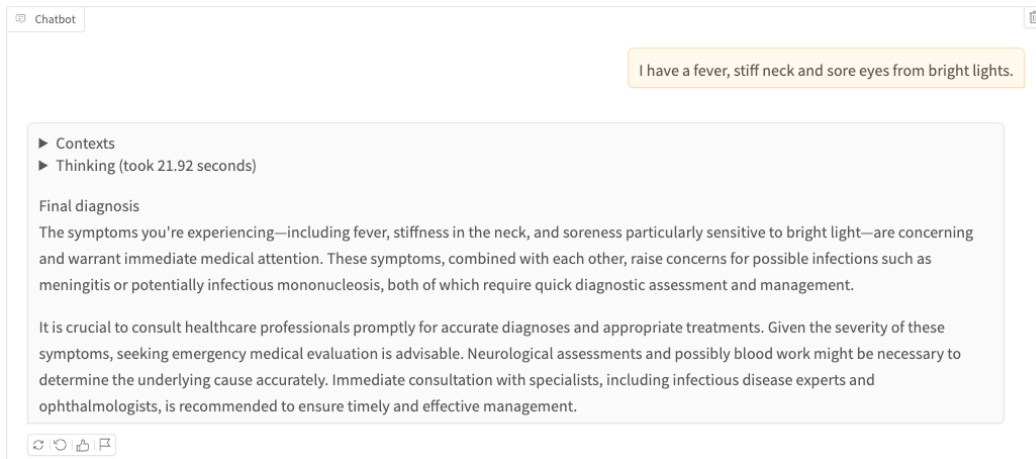 Chatbot
I have a fever, stiff neck and sore eyes from bright lights.
Contexts
Thinking (took 21.92 seconds)
Final diagnosis
The symptoms you're experiencing—including fever, stiffness in the neck, and soreness particularly sensitive to bright light—are concerning
and warrant immediate medical attention. These symptoms, combined with each other, raise concerns for possible infections such as
meningitis or potentially infectious mononucleosis, both of which require quick diagnostic assessment and management.
It is crucial to consult healthcare professionals promptly for accurate diagnoses and appropriate treatments. Given the severity of these
symptoms, seeking emergency medical evaluation is advisable. Neurological assessments and possibly blood work might be necessary to
determine the underlying cause accurately. Immediate consultation with specialists, including infectious disease experts and
ophthalmologists, is recommended to ensure timely and effective management.